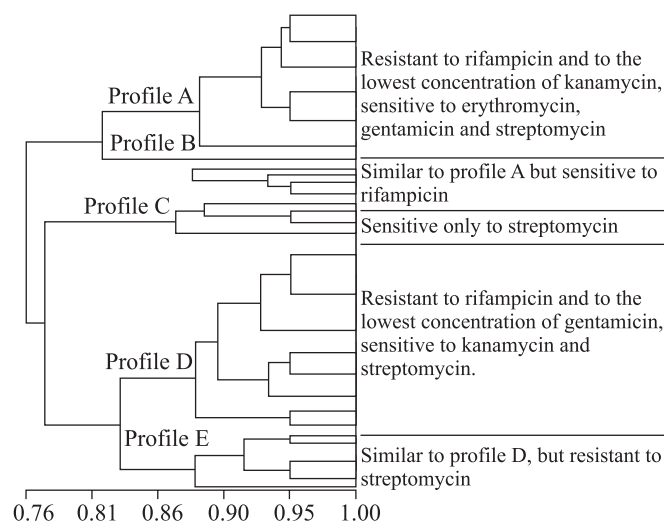 Resistant to rifampicin and to the
lowest concentration of kanamycin,
sensitive to erythromycin,
gentamicin and streptomycin
Profile A
Profile B
Similar to profile A but sensitive to
rifampicin
Profile C
Sensitive only to streptomycin
Resistant to rifampicin and to the
lowest concentration of gentamicin,
sensitive to kanamycin and
streptomycin.
Profile D
Profile E
Similar to profile D, but resistant to
streptomycin
0.76 0.81 0.86 0.90 0.95 1.00